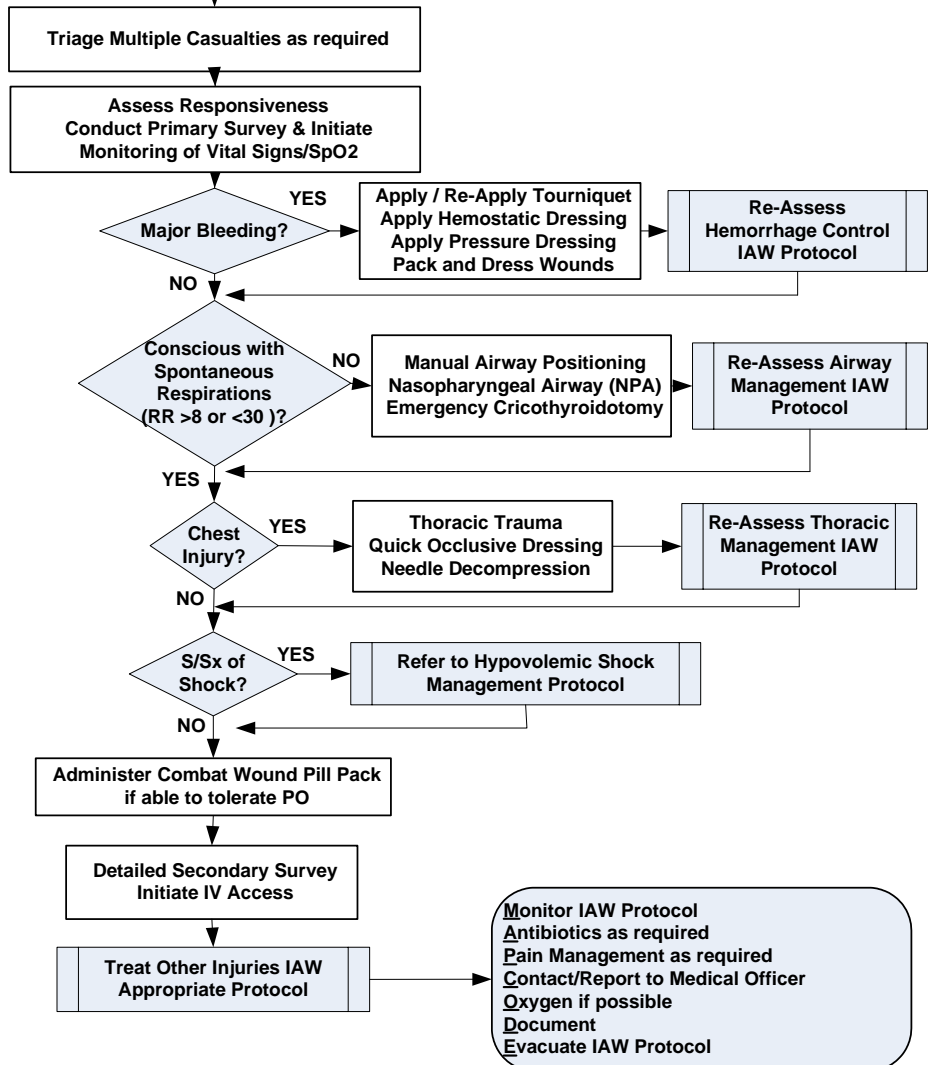 Triage Multiple Casualties as required
Assess Responsiveness
Conduct Primary Survey & Initiate
Monitoring of Vital Signs/SpO2
Major Bleeding?
YES
Apply / Re-Apply Tourniquet
Apply Hemostatic Dressing
Apply Pressure Dressing
Pack and Dress Wounds
Re-Assess
Hemorrhage Control
IAW Protocol
NO
Conscious with
Spontaneous
Respirations
(RR >8 or <30 )?
NO
Manual Airway Positioning
Nasopharyngeal Airway (NPA)
Emergency Cricothyroidotomy
Re-Assess Airway
Management IAW
Protocol
YES
Chest
Injury?
YES
Thoracic Trauma
Quick Occlusive Dressing
Needle Decompression
Re-Assess Thoracic
Management IAW
Protocol
NO
S/Sx of
Shock?
YES
Refer to Hypovolemic Shock
Management Protocol
NO
Administer Combat Wound Pill Pack
if able to tolerate PO
Detailed Secondary Survey
Initiate IV Access
Treat Other Injuries IAW
Appropriate Protocol
Monitor IAW Protocol
Antibiotics as required
Pain Management as required
Contact/Report to Medical Officer
Oxygen if possible
Document
Evacuate IAW Protocol